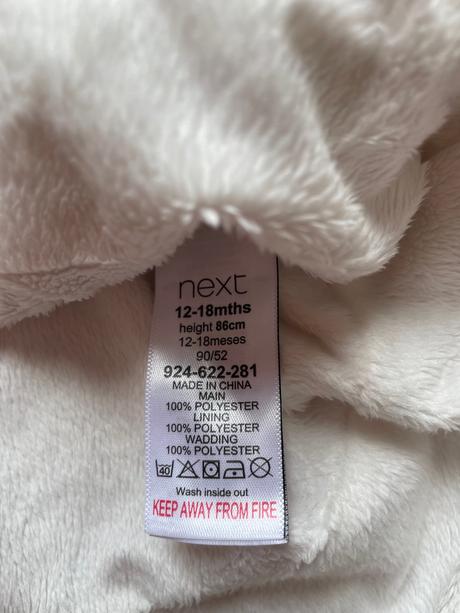 next
12-18mths
height 86cm
12-18meses
90/52
924-622-281
MADE IN CHINA
MAIN
100% POLYESTER
LINING
100% POLYESTER
WADDING
100% POLYESTER
40
Wash inside out
KEEP AWAY FROM FIRE